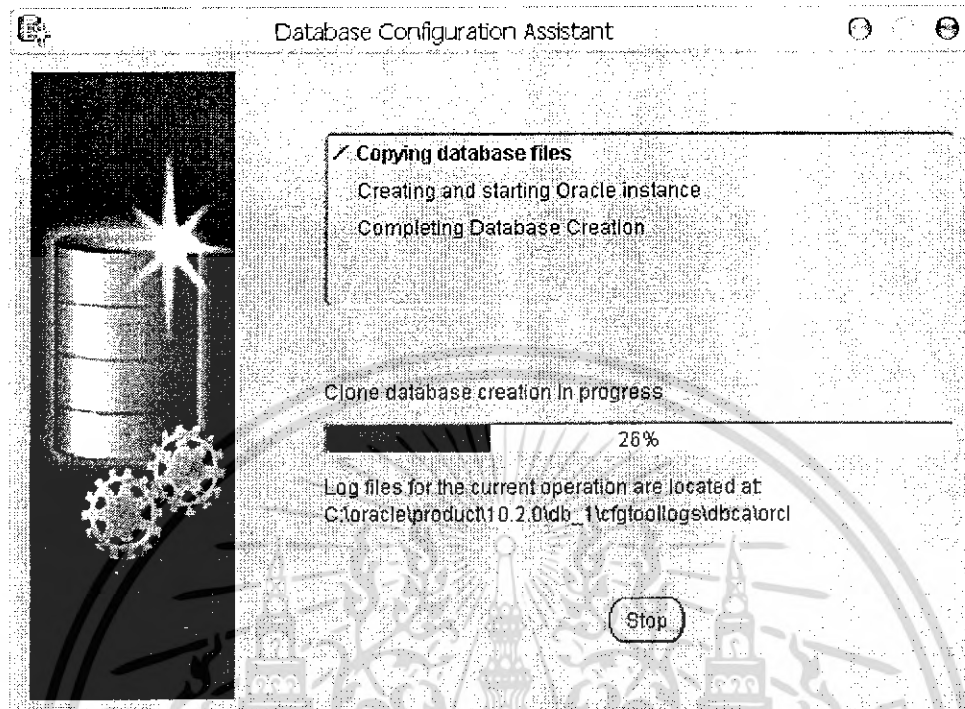 Database Configuration Assistant
Copying database files
Creating and starting Oracle instance
Completing Database Creation
Clone database creation in progress
26%
Log files for the current operation are located at:
C:\oracle\product\10.2.0\db_1\cfgtoollogs\dbca\orcl
Stop